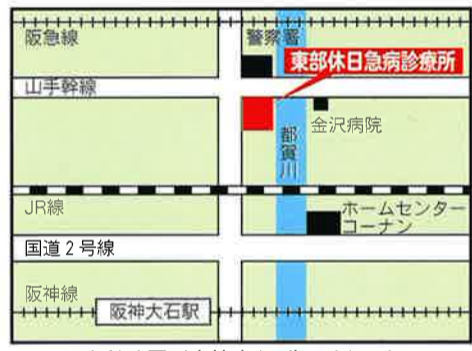 阪急線
警察署
東部休日急病診療所
山手幹線
金沢病院
都賀川
JR線
ホームセンター
コーナン
国道2号線
阪神線
阪神大石駅